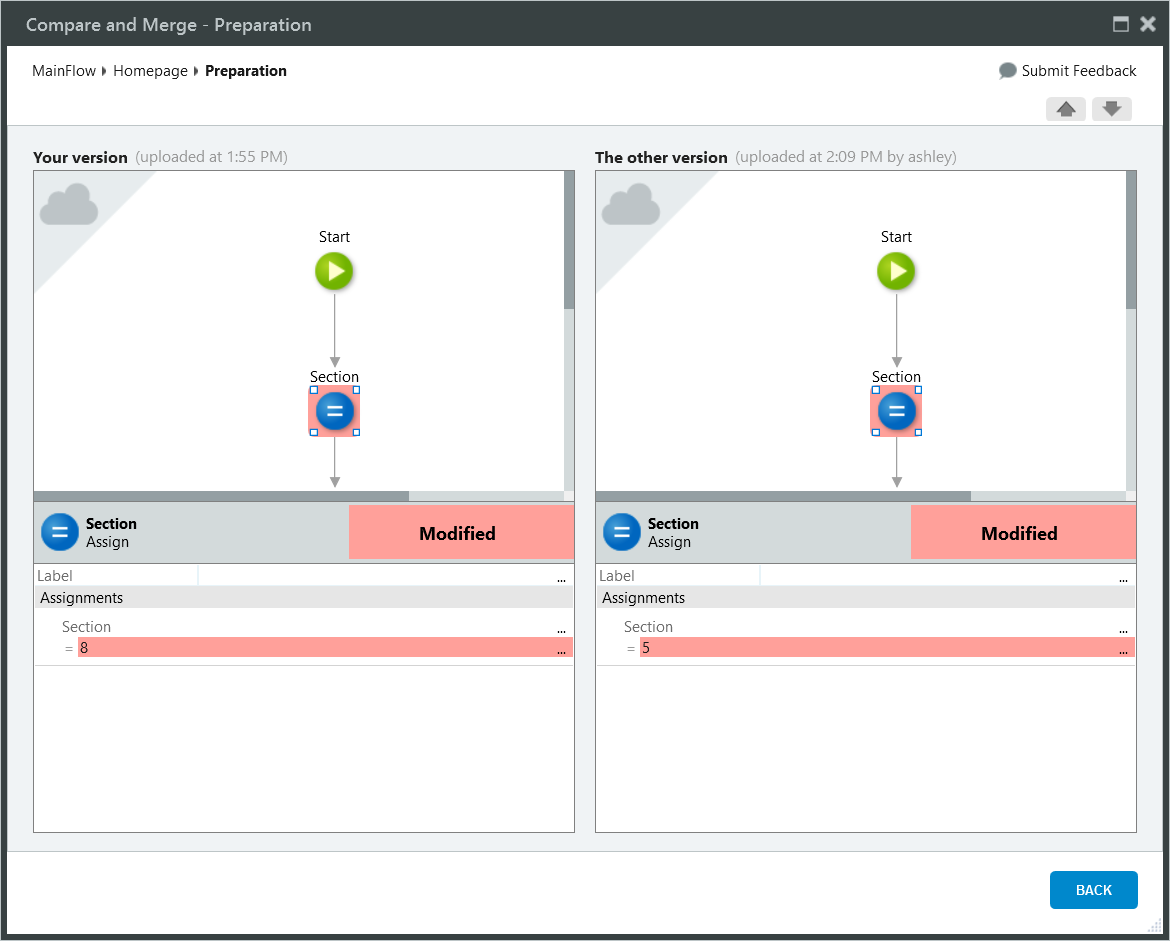 Compare and Merge - Preparation
MainFlow Homepage Preparation
Submit Feedback
Your version (uploaded at 1:55 PM)
Start
Section
Section
Assign
Modified
Label ...
Assignments
Section ...
= 8 ...
The other version (uploaded at 2:09 PM by ashley)
Start
Section
Section
Assign
Modified
Label ...
Assignments
Section ...
= 5 ...
BACK